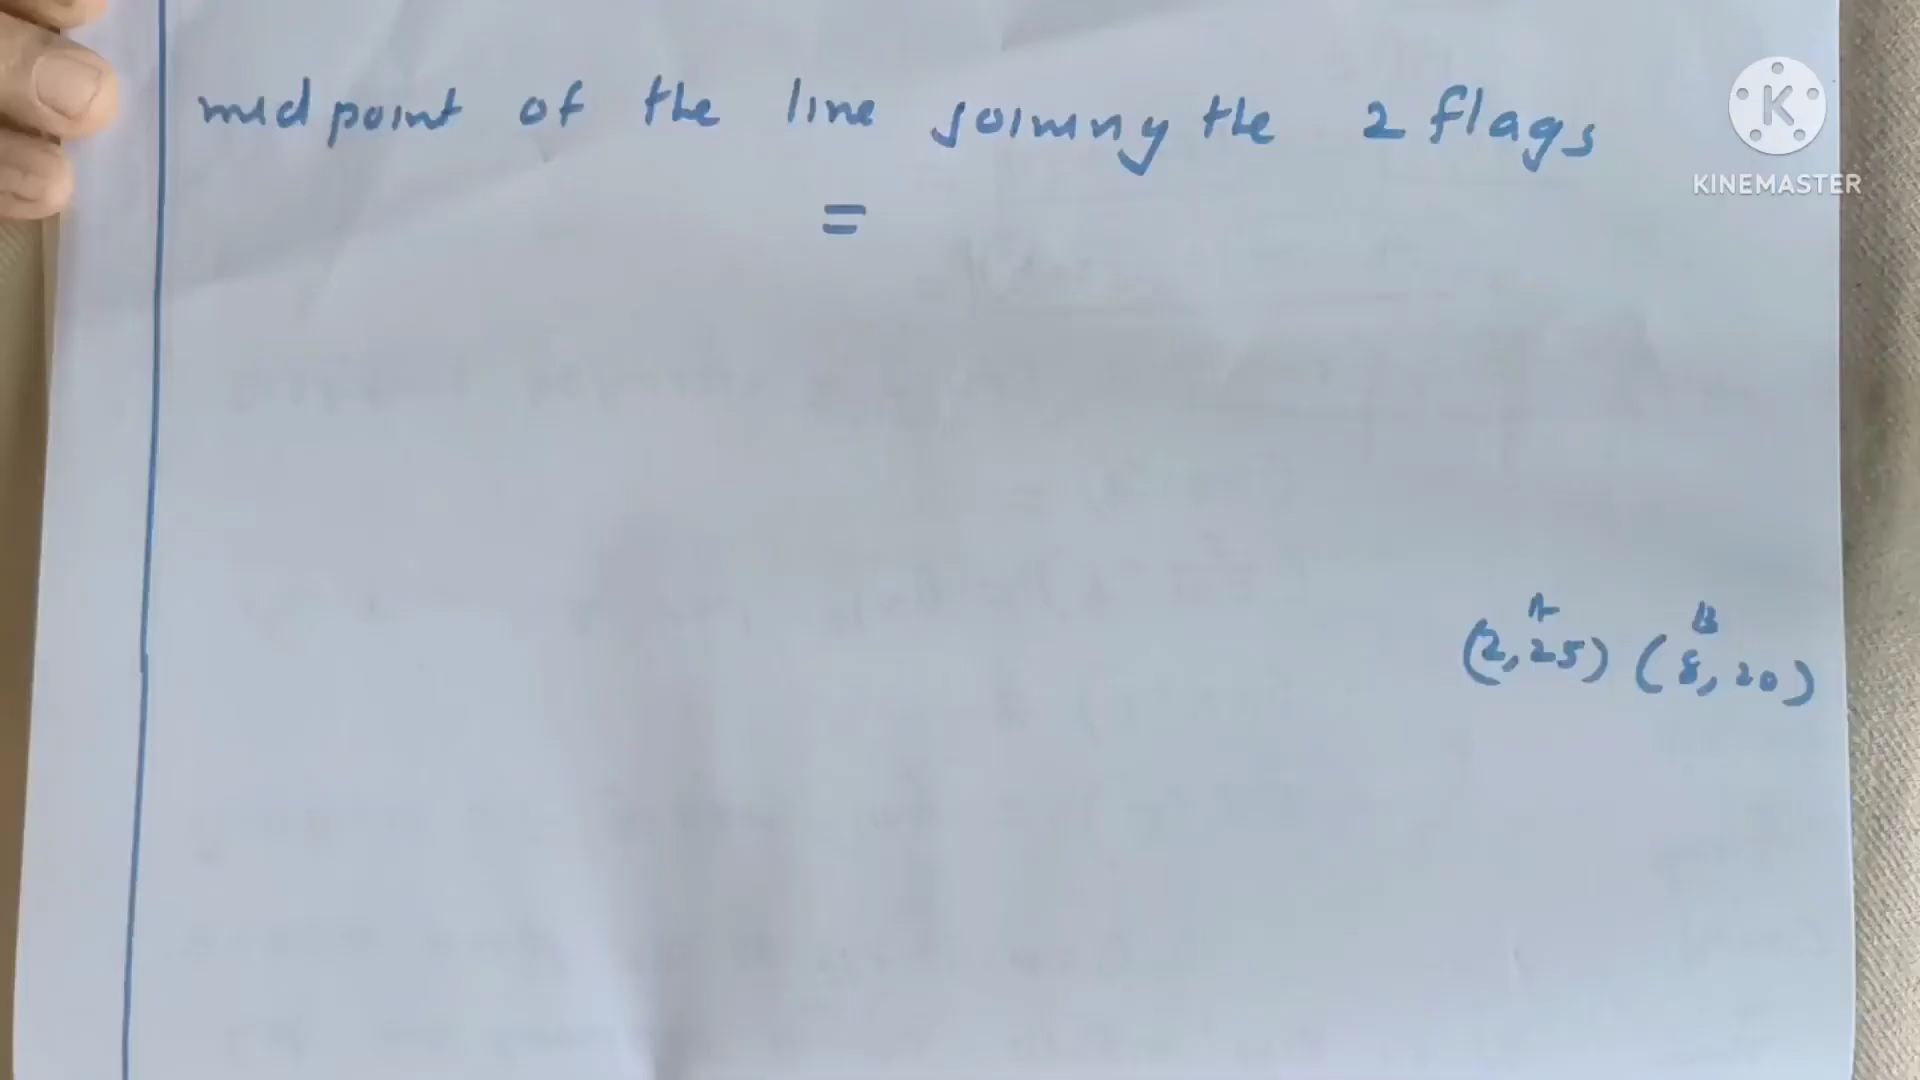 midpoint of the line joining the 2 flags
=
K
KINEMASTER
A B
(2,25) (8,20)